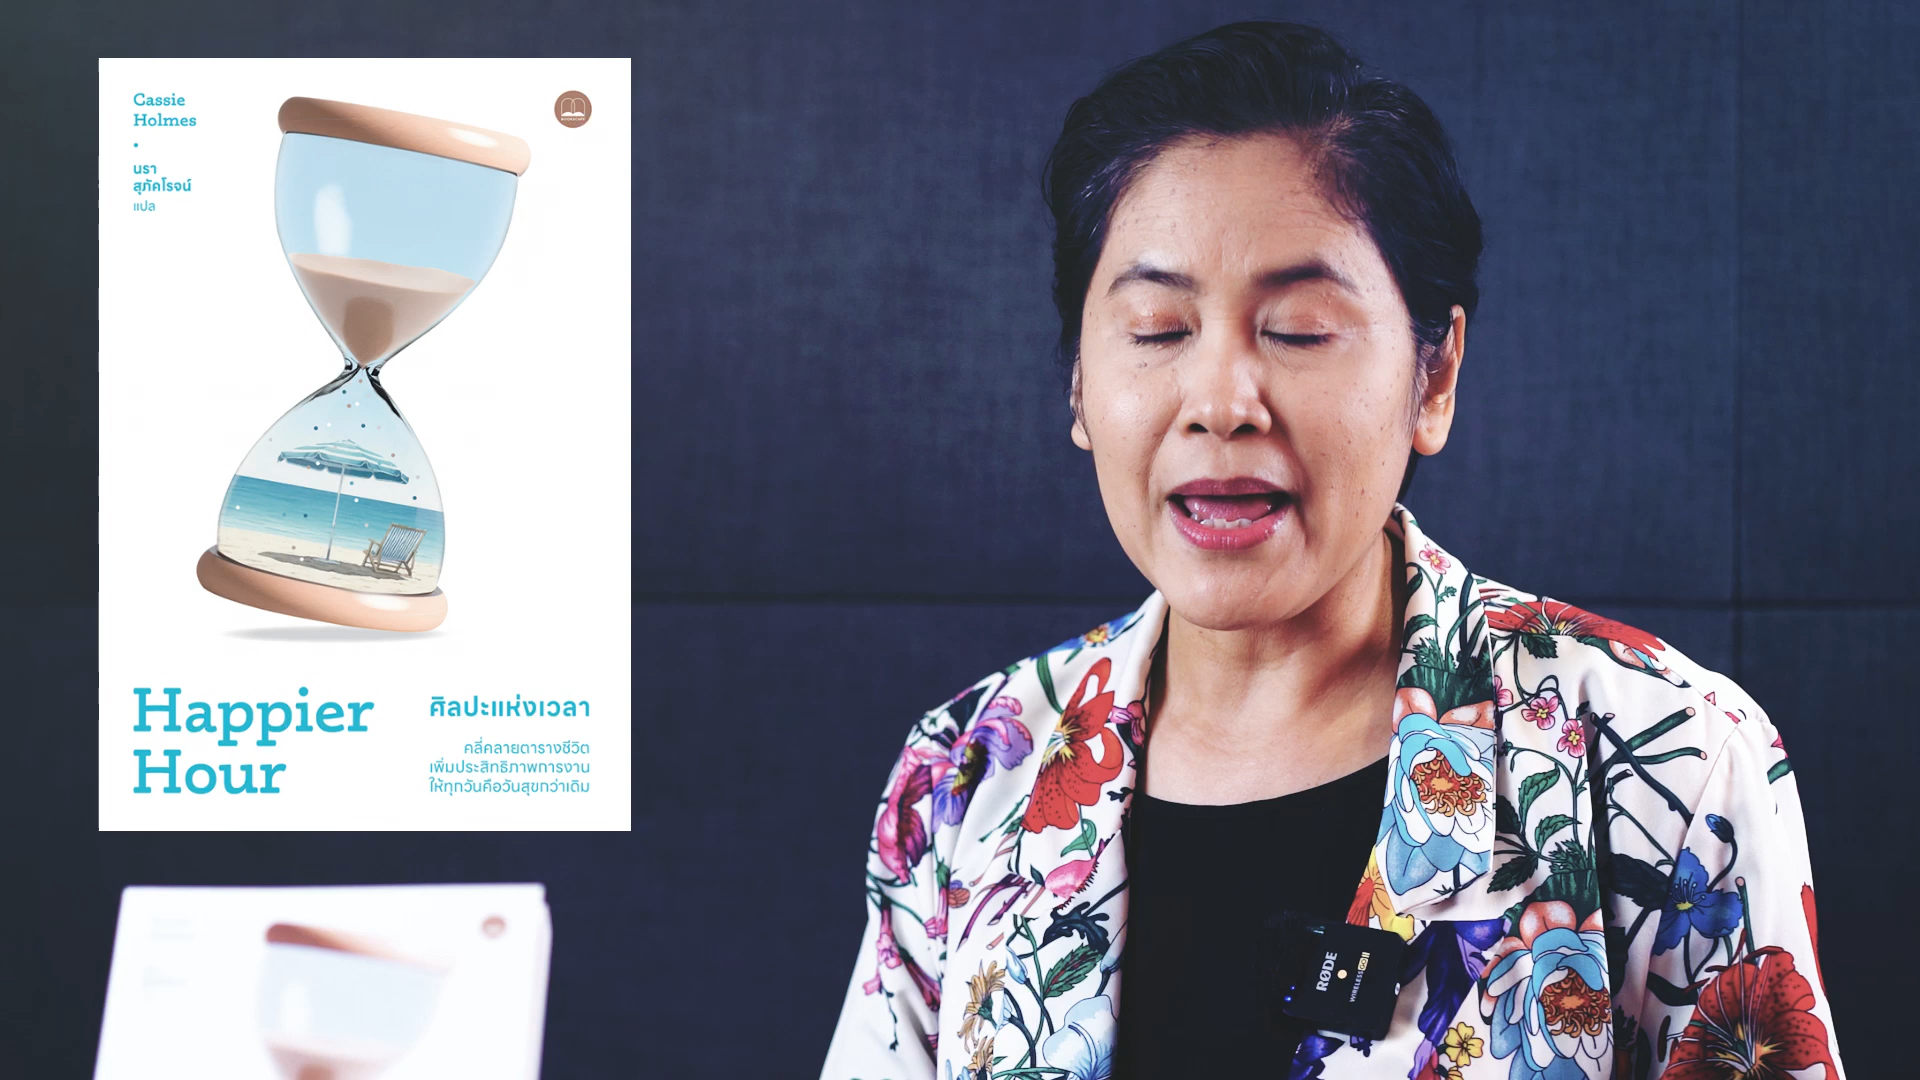 Cassie
Holmes
นรา
สุภัคโรจน์
แปล
BOOKSCAPE
Happier
Hour
ศิลปะแห่งเวลา
คลี่คลายตารางชีวิต
เพิ่มประสิทธิภาพการงาน
ให้ทุกวันคือวันสุขกว่าเดิม
RØDE
WIRELESS GO II